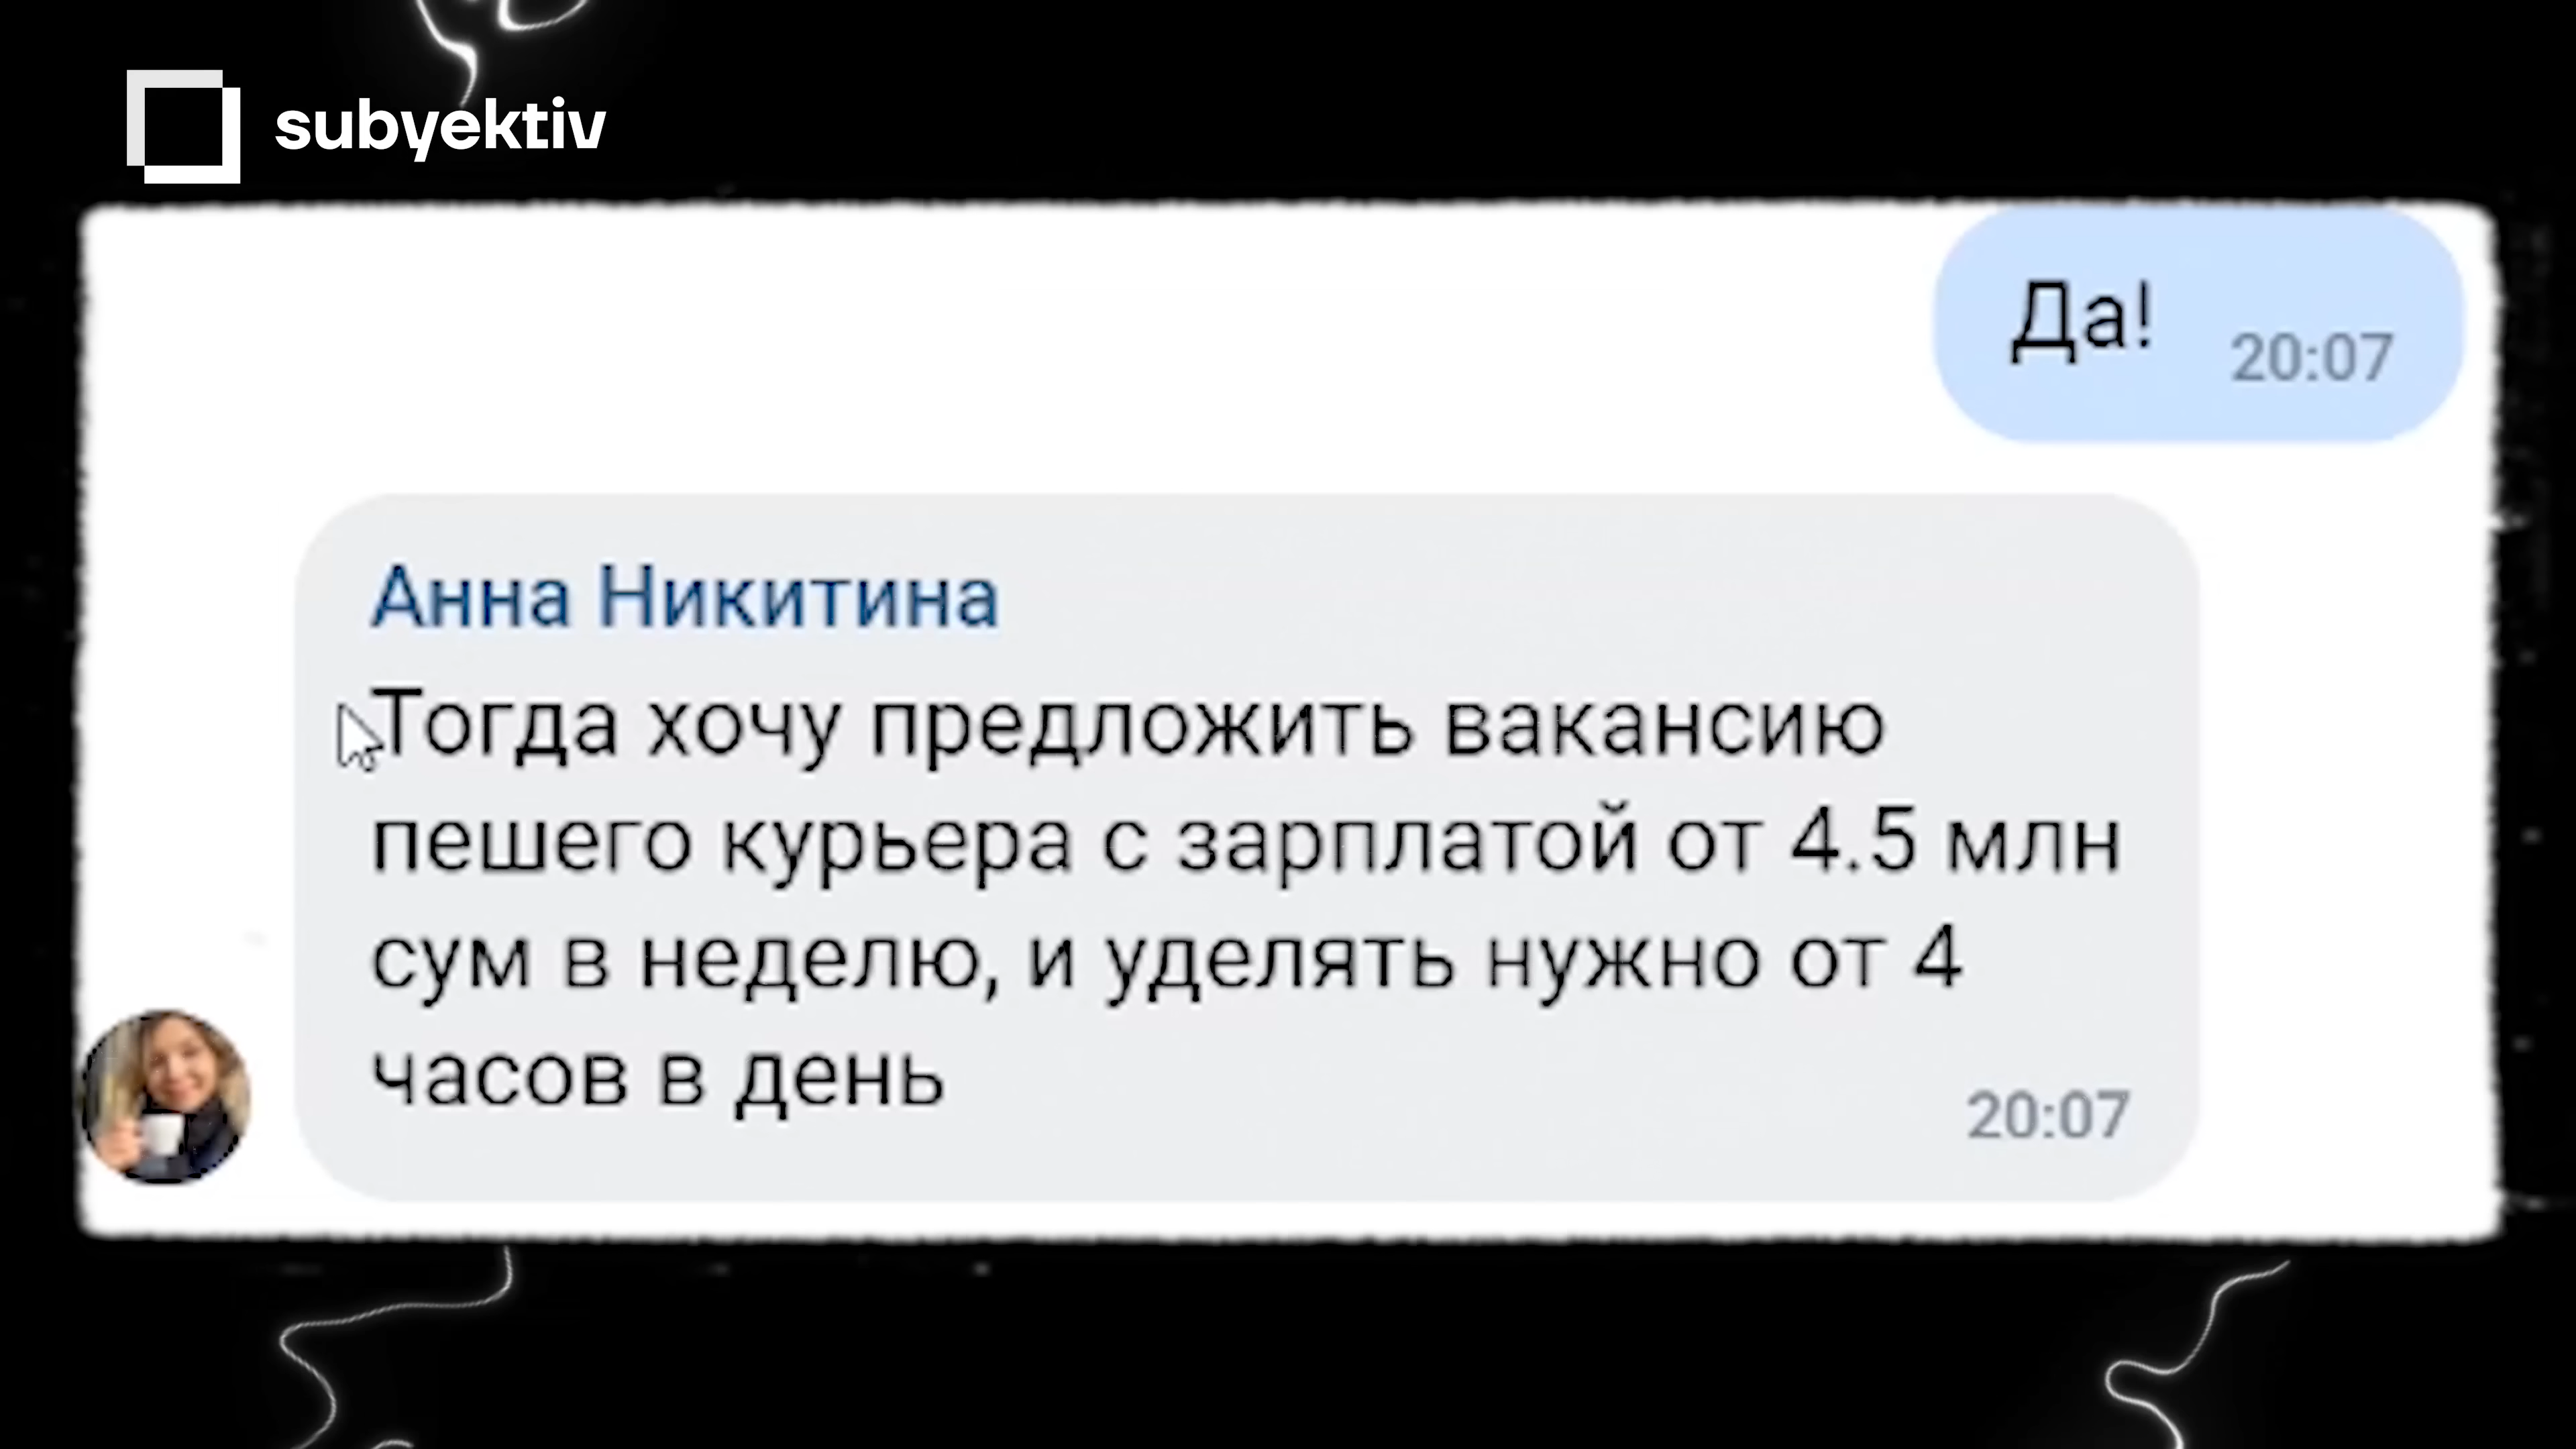 subyektiv
Да!
20:07
Анна Никитина
Тогда хочу предложить вакансию
пешего курьера с зарплатой от 4.5 млн
сум в неделю, и уделять нужно от 4
часов в день
20:07